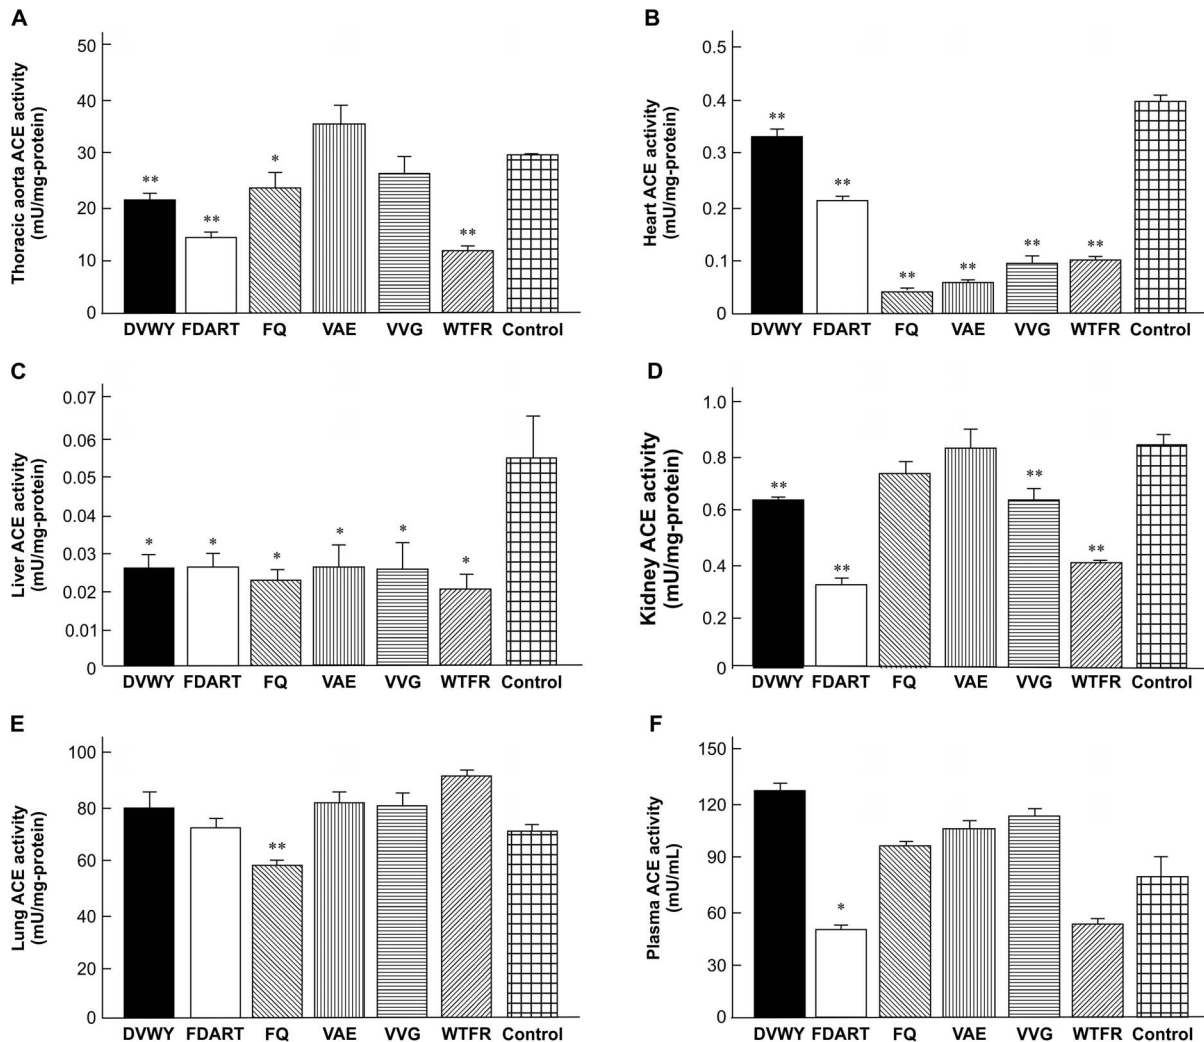 A
Thoracic aorta ACE activity
(mU/mg-protein)
50
40
30
20
10
0
**
**
*
**
DVWY FDART FQ VAE VVG WTFR Control
B
Heart ACE activity
(mU/mg-protein)
0.5
0.4
0.3
0.2
0.1
0
**
**
**
**
**
**
DVWY FDART FQ VAE VVG WTFR Control
C
Liver ACE activity
(mU/mg-protein)
0.07
0.06
0.05
0.04
0.03
0.02
0.01
0
*
*
*
*
*
*
DVWY FDART FQ VAE VVG WTFR Control
D
Kidney ACE activity
(mU/mg-protein)
1.0
0.8
0.6
0.4
0.2
0
**
**
**
**
DVWY FDART FQ VAE VVG WTFR Control
E
Lung ACE activity
(mU/mg-protein)
100
80
60
80
20
0
**
DVWY FDART FQ VAE VVG WTFR Control
F
Plasma ACE activity
(mU/mL)
150
120
90
60
30
0
*
DVWY FDART FQ VAE VVG WTFR Control